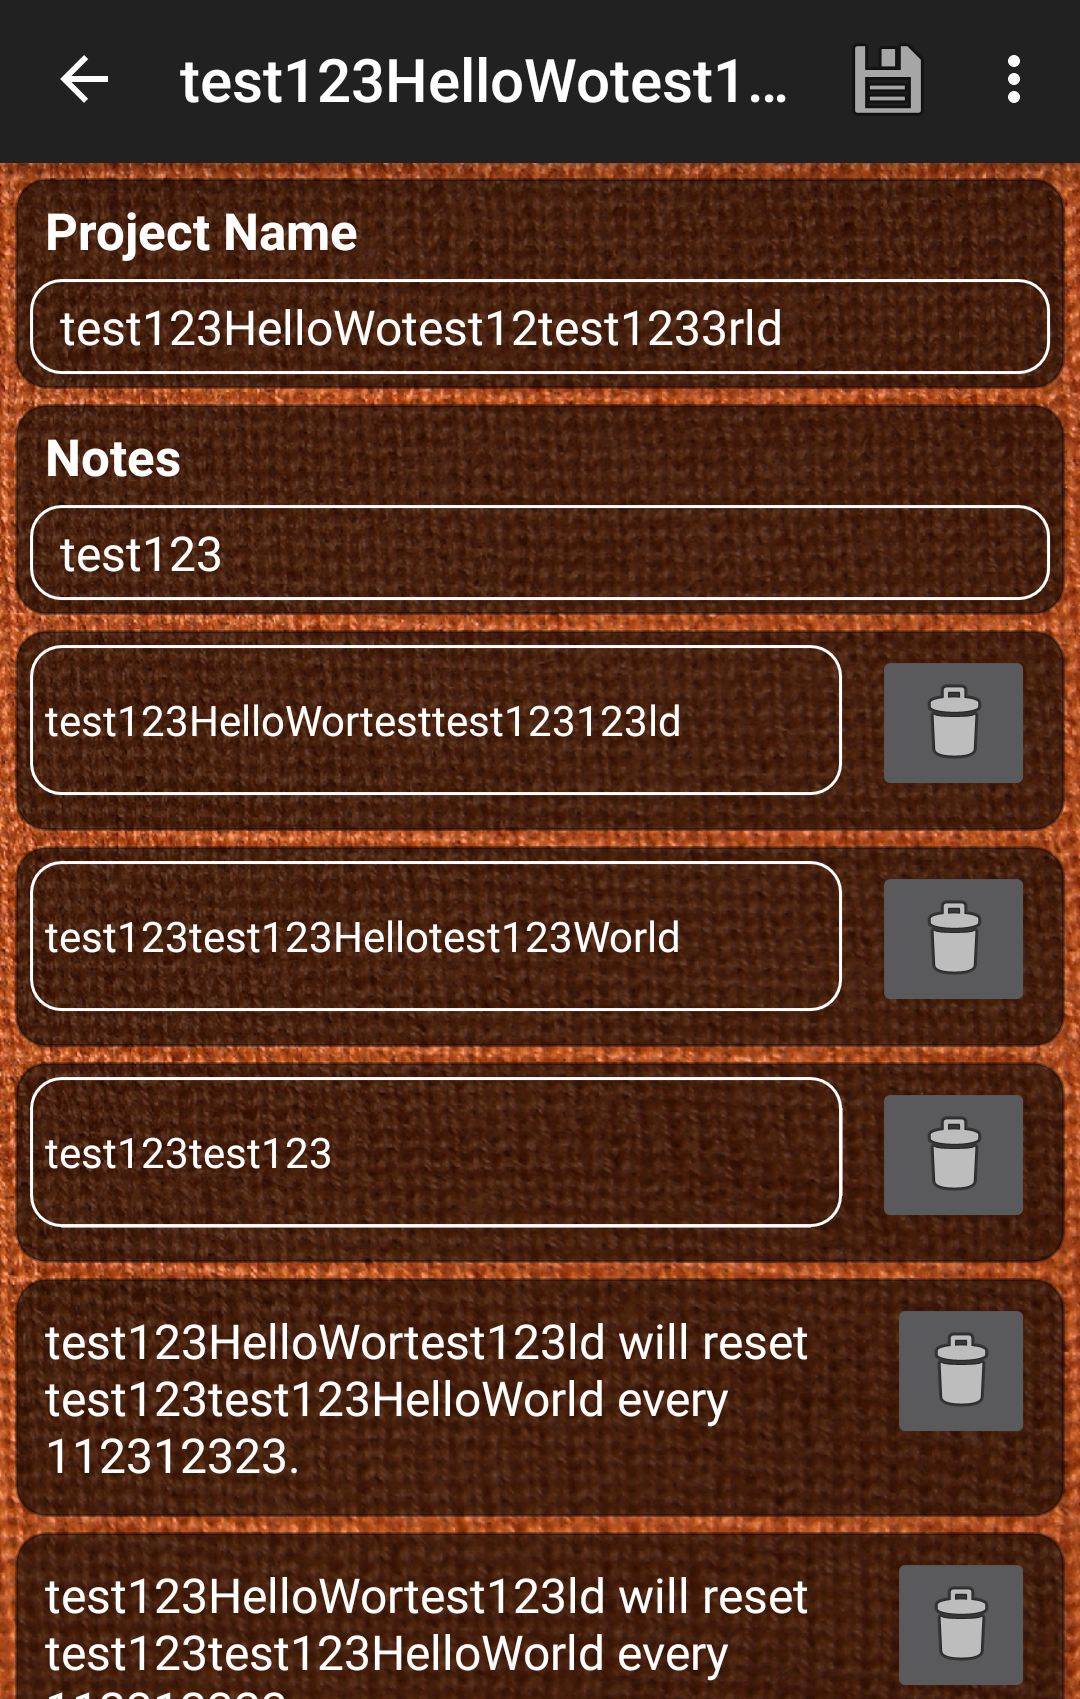 test123HelloWotest1...
Project Name
test123HelloWotest12test1233rld
Notes
test123
test123HelloWortesttest123123ld
test123test123Hellotest123World
test123test123
test123HelloWortest123ld will reset
test123test123HelloWorld every
112312323.
test123HelloWortest123ld will reset
test123test123HelloWorld every